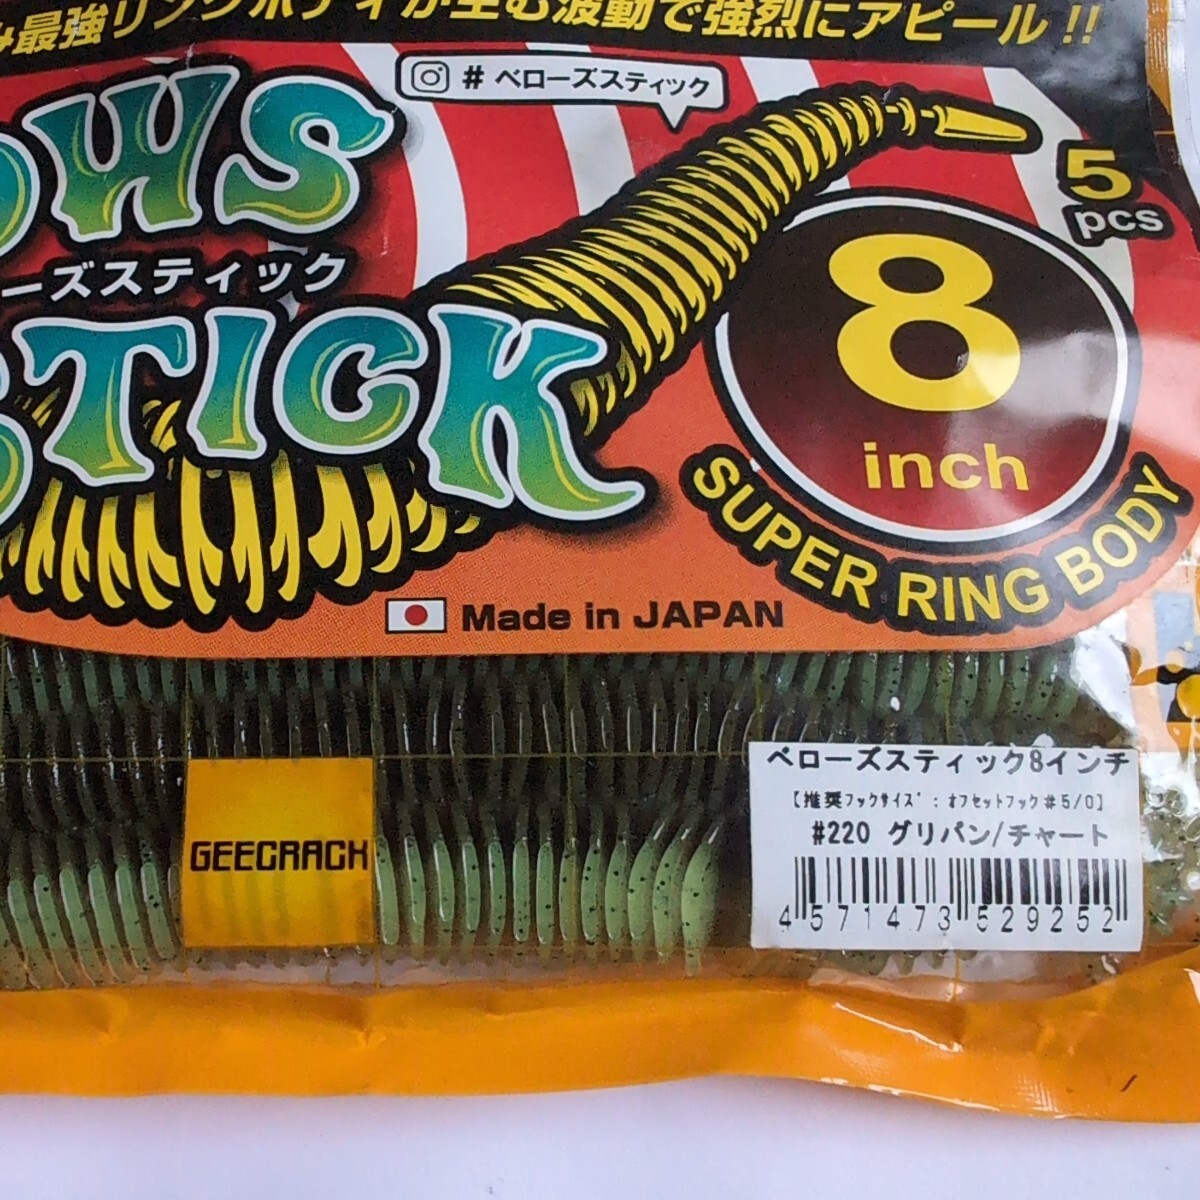 み最強リングボディが生む波動で強烈にアピール!!
# ベローズスティック
OWS
ーズスティック
STICK
5
pcs
8
inch
SUPER RING BODY
Made in JAPAN
GEECRACK
ベローズスティック8インチ
【推奨フックサイズ:オフセットフック#5/0】
#220 グリパン/チャート
4571473529252